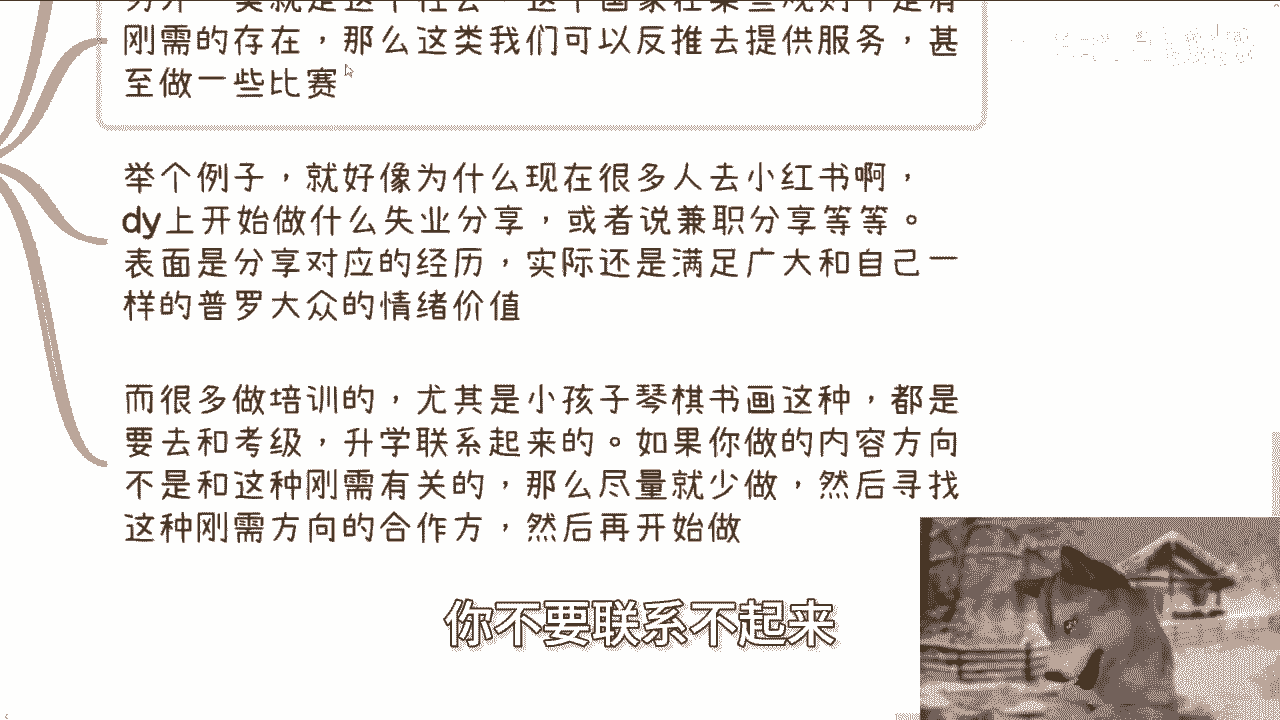 刚需的存在，那么这类我们可以反推去提供服务，甚
至做一些比赛
举个例子，就好像为什么现在很多人去小红书啊，
dy上开始做什么失业分享，或者说兼职分享等等。
表面是分享对应的经历，实际还是满足广大和自己一
样的普罗大众的情绪价值
而很多做培训的，尤其是小孩子琴棋书画这种，都是
要去和考级，升学联系起来的。如果你做的内容方向
不是和这种刚需有关的，那么尽量就少做，然后寻找
这种刚需方向的合作方，然后再开始做
你不要联系不起来